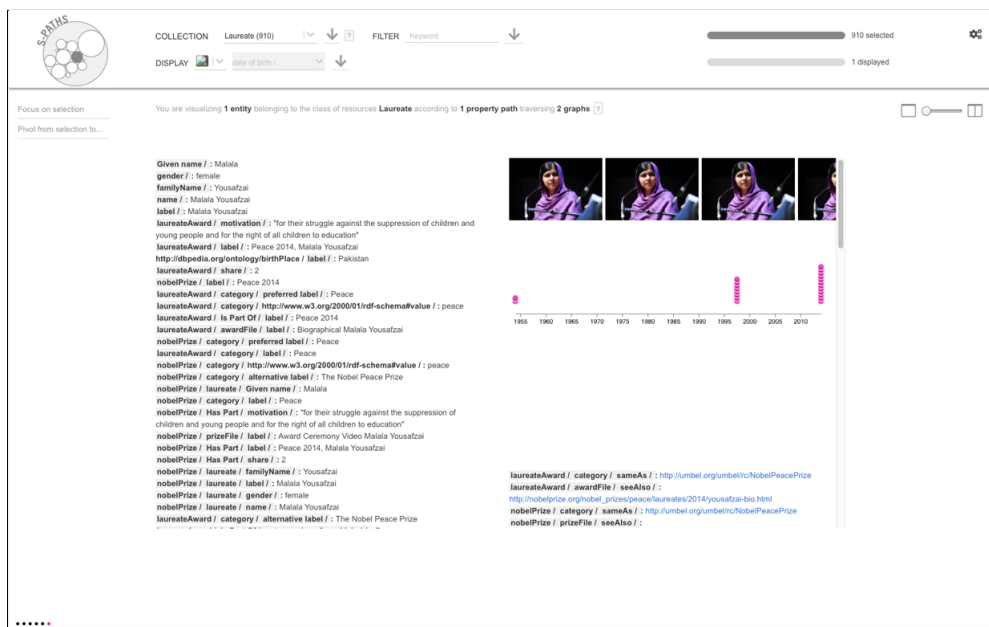 S-PATHS
COLLECTION Laureate (910) ? FILTER Keyword 910 selected
DISPLAY date of birth / 1 displayed
Focus on selection
Pivot from selection to...
You are visualizing 1 entity belonging to the class of resources Laureate according to 1 property path traversing 2 graphs ?
Given name / : Malala
gender / : female
familyName / : Yousafzai
name / : Malala Yousafzai
label / : Malala Yousafzai
laureateAward / motivation / : "for their struggle against the suppression of children and
young people and for the right of all children to education"
laureateAward / label / : Peace 2014, Malala Yousafzai
http://dbpedia.org/ontology/birthPlace / label / : Pakistan
laureateAward / share / : 2
nobelPrize / label / : Peace 2014
laureateAward / category / preferred label / : Peace
laureateAward / category / http://www.w3.org/2000/01/rdf-schema#value / : peace
laureateAward / Is Part Of / label / : Peace 2014
laureateAward / awardFile / label / : Biographical Malala Yousafzai
nobelPrize / category / preferred label / : Peace
laureateAward / category / label / : Peace
nobelPrize / category / http://www.w3.org/2000/01/rdf-schema#value / : peace
nobelPrize / category / alternative label / : The Nobel Peace Prize
nobelPrize / laureate / Given name / : Malala
nobelPrize / category / label / : Peace
nobelPrize / Has Part / motivation / : "for their struggle against the suppression of
children and young people and for the right of all children to education"
nobelPrize / prizeFile / label / : Award Ceremony Video Malala Yousafzai
nobelPrize / Has Part / label / : Peace 2014, Malala Yousafzai
nobelPrize / Has Part / share / : 2
nobelPrize / laureate / familyName / : Yousafzai
nobelPrize / laureate / label / : Malala Yousafzai
nobelPrize / laureate / gender / : female
nobelPrize / laureate / name / : Malala Yousafzai
laureateAward / category / alternative label / : The Nobel Peace Prize
1955 1960 1965 1970 1975 1980 1985 1990 1995 2000 2005 2010
laureateAward / category / sameAs / : http://umbel.org/umbel/rc/NobelPeacePrize
laureateAward / awardFile / seeAlso / :
http://nobelprize.org/nobel_prizes/peace/laureates/2014/yousafzai-bio.html
nobelPrize / category / sameAs / : http://umbel.org/umbel/rc/NobelPeacePrize
nobelPrize / prizeFile / seeAlso / :